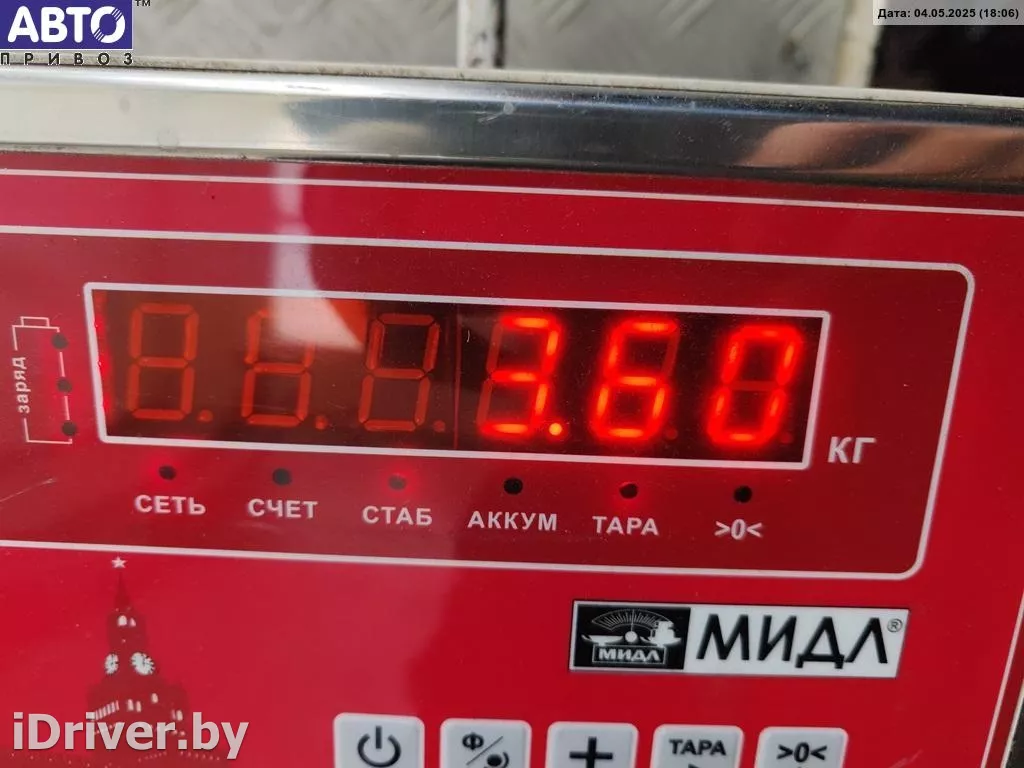 АВТО™
ПРИВОЗ
Дата: 04.05.2025 (18:06)
заряд
3.60
КГ
СЕТЬ СЧЕТ СТАБ АККУМ ТАРА >0<
МИДЛ МИДЛ®
Ф/ + ТАРА >0<
iDriver.by